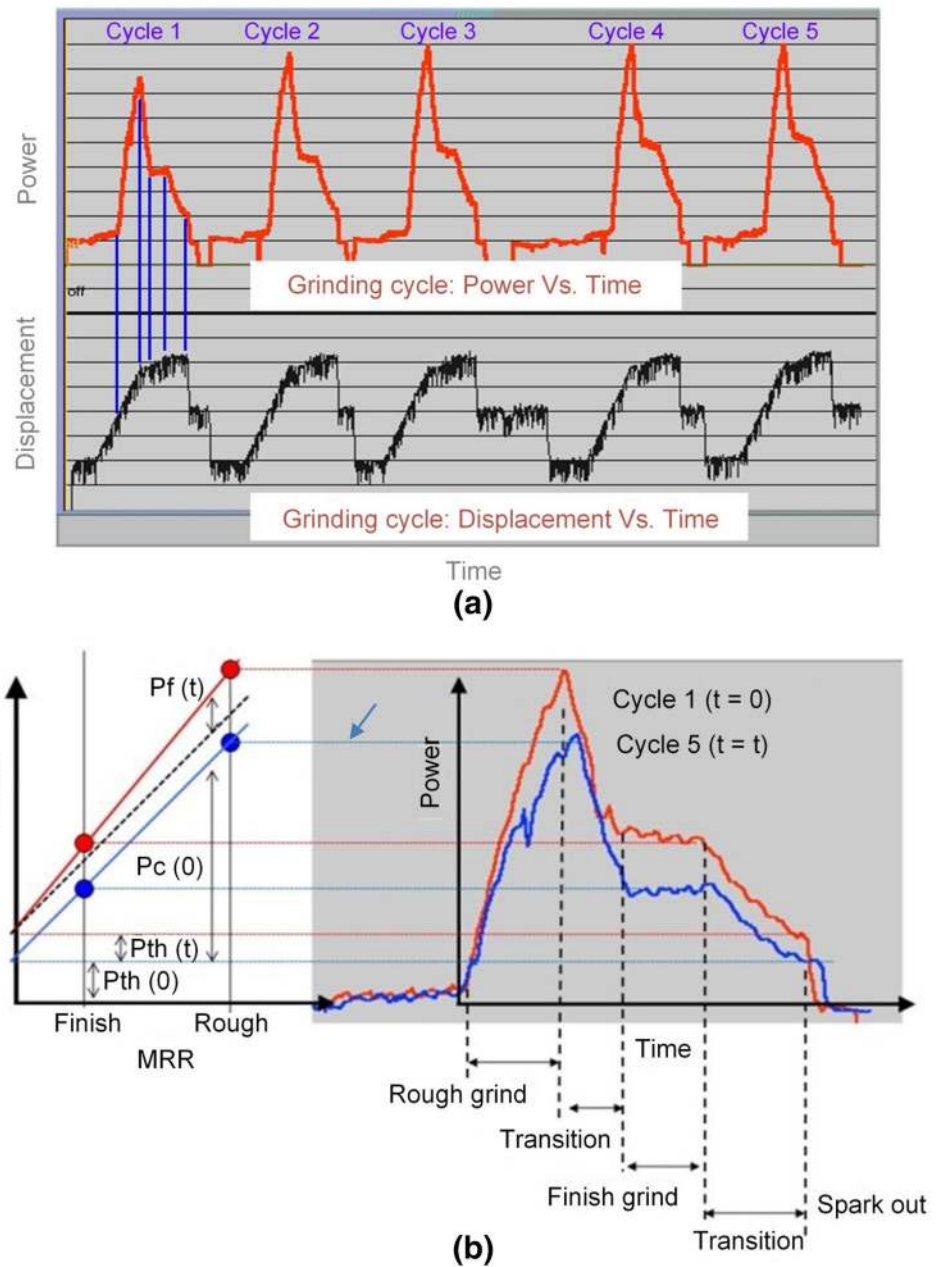 Cycle 1 Cycle 2 Cycle 3 Cycle 4 Cycle 5
Power
Grinding cycle: Power Vs. Time
off
Displacement
Grinding cycle: Displacement Vs. Time
Time
(a)
Pf (t)
Cycle 1 (t = 0)
Cycle 5 (t = t)
Power
Pc (0)
Pth (t)
Pth (0)
Finish Rough
MRR
Time
Rough grind
Transition
Finish grind
Spark out
Transition
(b)